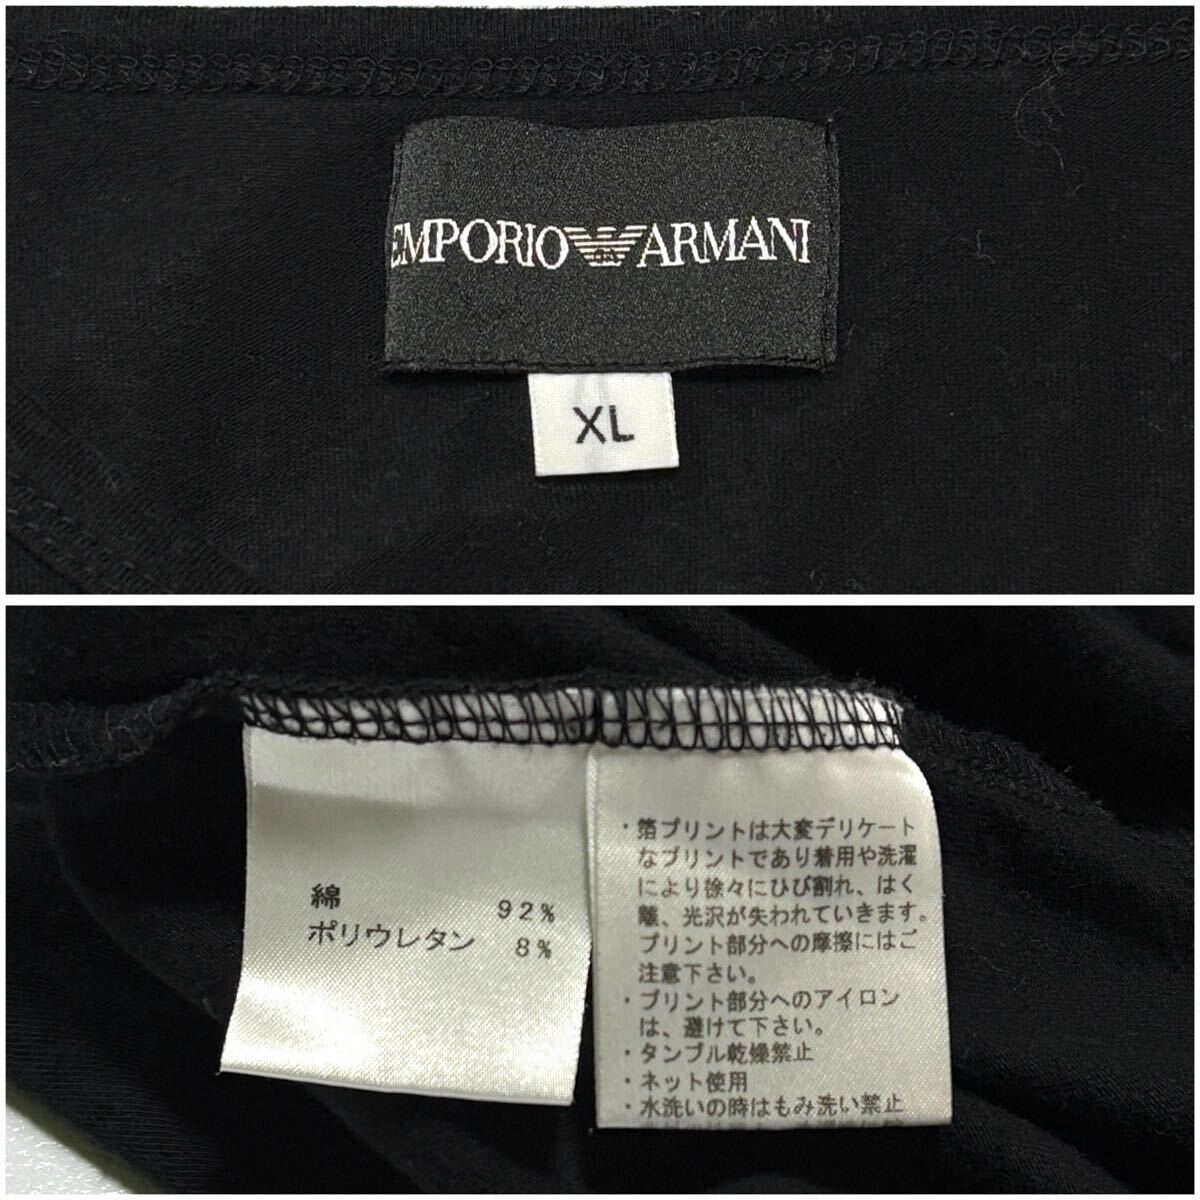 EMPORIO ARMANI
XL
綿 92%
ポリウレタン 8%
・箔プリントは大変デリケート
なプリントであり着用や洗濯
により徐々にひび割れ、はく
離、光沢が失われていきます。
プリント部分への摩擦にはご
注意下さい。
・プリント部分へのアイロン
は、避けて下さい。
・タンブル乾燥禁止
・ネット使用
・水洗いの時はもみ洗い禁止